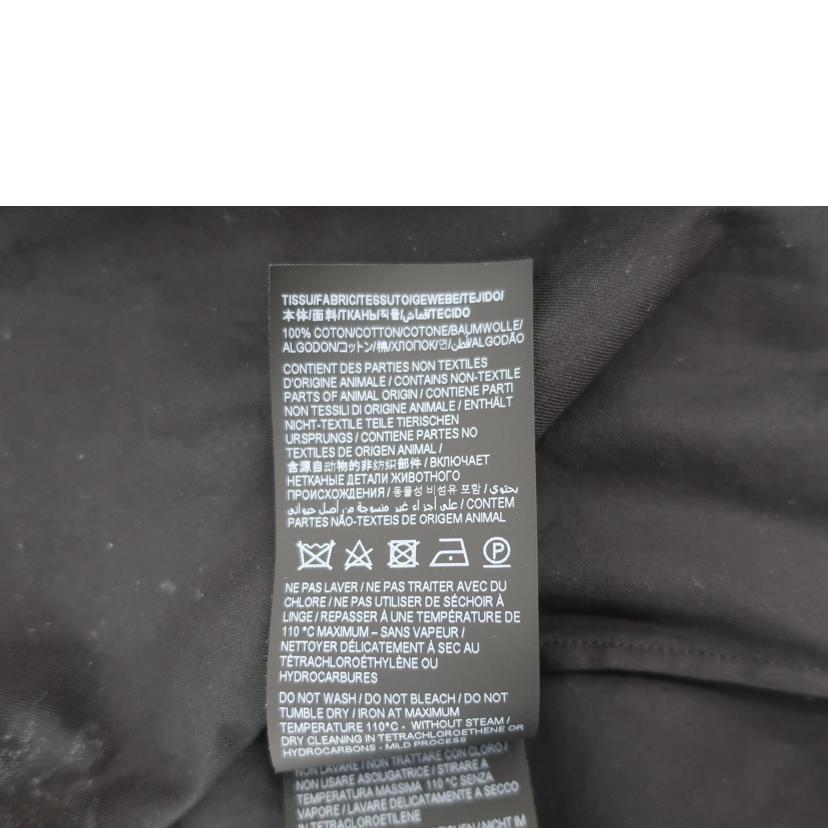 TISSU/FABRIC/TESSUTO/GEWEBE/TEJIDO/
本体/面料/ТКАНЬ/직물/قماش/TECIDO
100% COTON/COTTON/COTONE/BAUMWOLLE/
ALGODON/コットン/棉/ХЛОПОК/면/قطن/ALGODÃO
CONTIENT DES PARTIES NON TEXTILES
D'ORIGINE ANIMALE / CONTAINS NON-TEXTILE
PARTS OF ANIMAL ORIGIN / CONTIENE PARTI
NON TESSILI DI ORIGINE ANIMALE / ENTHÄLT
NICHT-TEXTILE TEILE TIERISCHEN
URSPRUNGS / CONTIENE PARTES NO
TEXTILES DE ORIGEN ANIMAL /
含源自动物的非纺织部件 / ВКЛЮЧАЕТ
НЕТКАНЫЕ ДЕТАЛИ ЖИВОТНОГО
ПРОИСХОЖДЕНИЯ / 동물성 비섬유 포함 / يحتوي
على أجزاء غير منسوجة من أصل حيواني / CONTEM
PARTES NÃO-TEXTEIS DE ORIGEM ANIMAL
NE PAS LAVER / NE PAS TRAITER AVEC DU
CHLORE / NE PAS UTILISER DE SÉCHOIR À
LINGE / REPASSER À UNE TEMPÉRATURE DE
110 °C MAXIMUM – SANS VAPEUR /
NETTOYER DÉLICATEMENT À SEC AU
TÉTRACHLOROÉTHYLÈNE OU
HYDROCARBURES
DO NOT WASH / DO NOT BLEACH / DO NOT
TUMBLE DRY / IRON AT MAXIMUM
TEMPERATURE 110°C - WITHOUT STEAM /
DRY CLEANING IN TETRACHLOROETHENE OR
HYDROCARBONS - MILD PROCESS
NON LAVARE / NON TRATTARE CON CLORO /
NON USARE ASCIUGATRICE / STIRARE A
TEMPERATURA MASSIMA 110 °C SENZA
VAPORE / LAVARE DELICATAMENTE A SECCO
IN TETRACLOROETILENE
NICHT IM